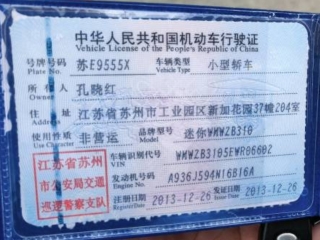 中华人民共和国机动车行驶证
Vehicle License of the People's Republic of China
号牌号码 苏E9555X 车辆类型 小型轿车
Plate No. Vehicle Type
所有人 孔晓红
Owner
住址 江苏省苏州市工业园区新加花园37幢204室
Address
使用性质 非营运 品牌型号 迷你WMWZB310
Use Character Model
江苏省苏州 车辆识别代号 WMWZB3105EWR06602
市公安局交通 VIN
巡逻警察支队 发动机号码 A936J594N16B16A
Engine No.
注册日期 2013-12-26 发证日期 2013-12-26
Register Date Issue Date